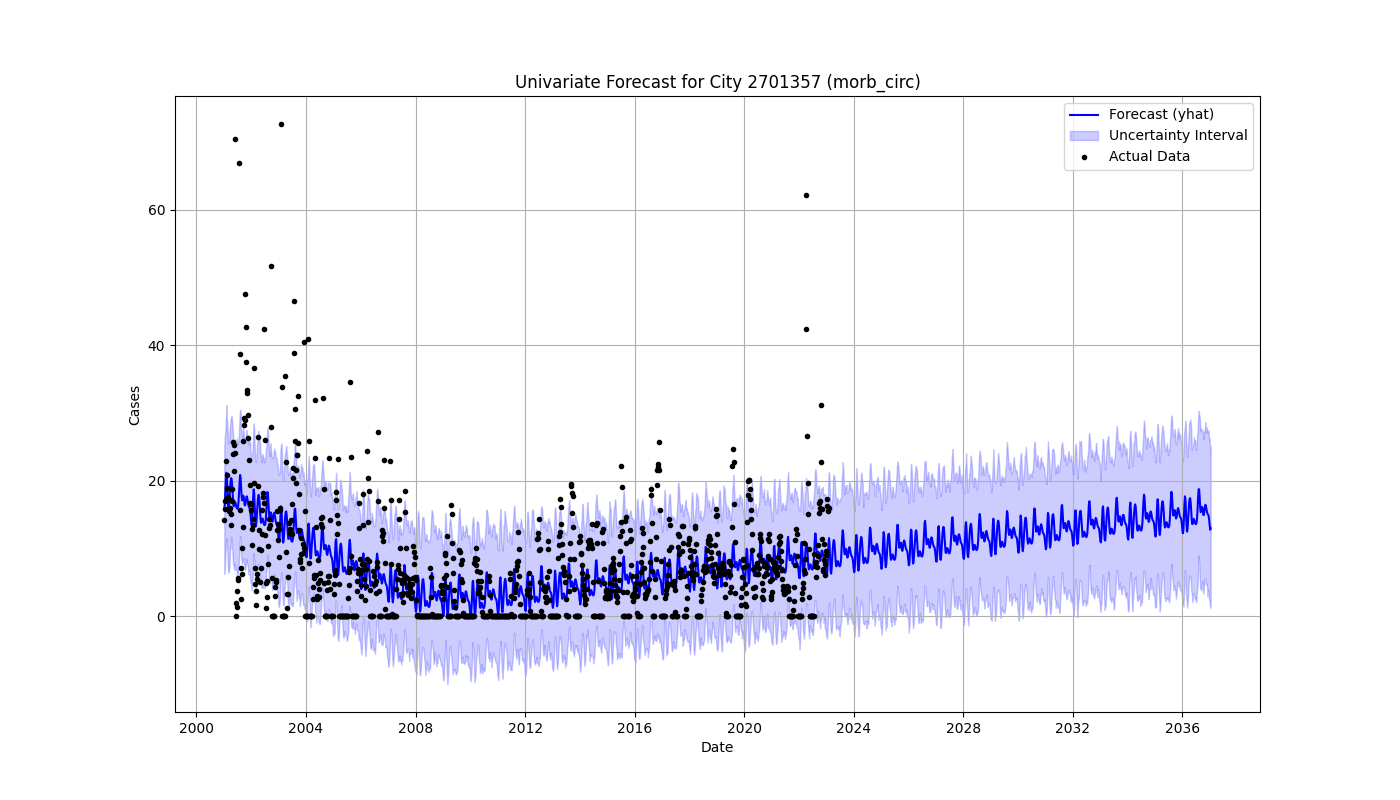 Univariate Forecast for City 2701357 (morb_circ)
Forecast (yhat)
Uncertainty Interval
Actual Data
60
40
20
0
Cases
2000 2004 2008 2012 2016 2020 2024 2028 2032 2036
Date